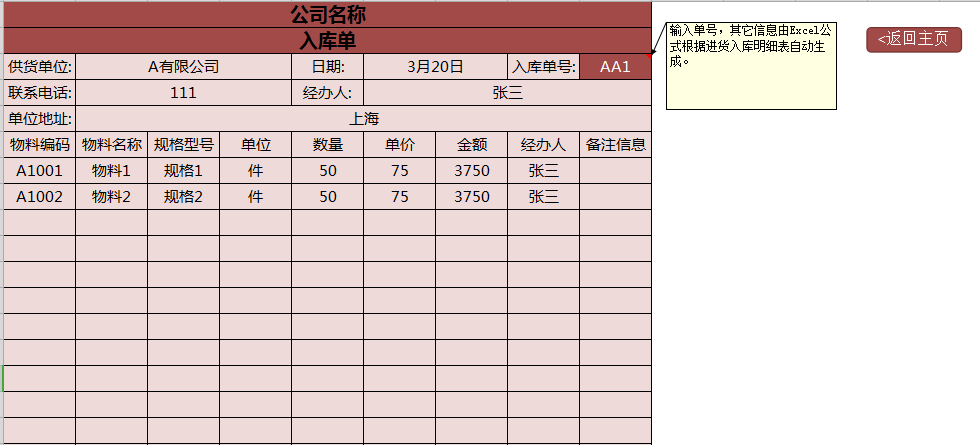 公司名称
入库单
供货单位: A有限公司 日期: 3月20日 入库单号: AA1
联系电话: 111 经办人: 张三
单位地址: 上海
物料编码 物料名称 规格型号 单位 数量 单价 金额 经办人 备注信息
A1001 物料1 规格1 件 50 75 3750 张三
A1002 物料2 规格2 件 50 75 3750 张三
输入单号，其它信息由Excel公
式根据进货入库明细表自动生
成。
<返回主页